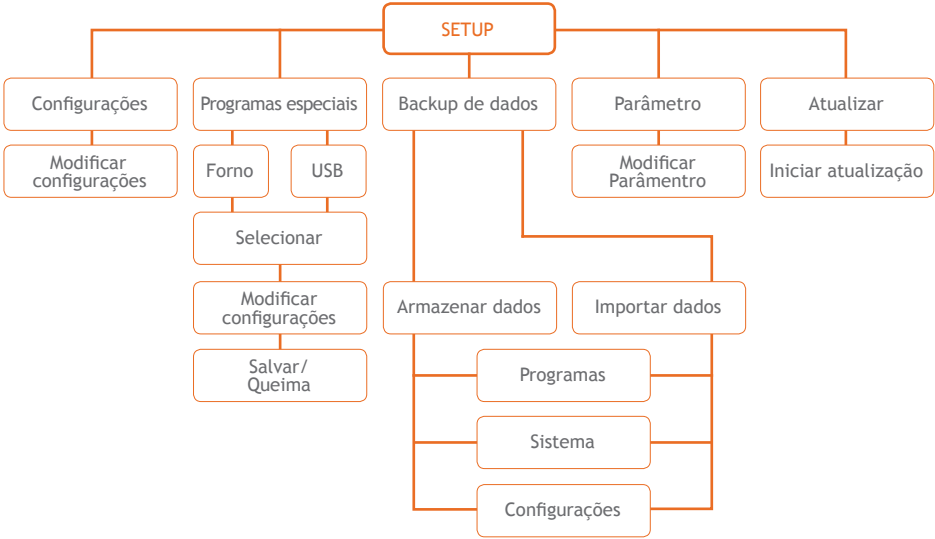 SETUP
Configurações
Programas especiais
Backup de dados
Parâmetro
Atualizar
Modificar
configurações
Forno
USB
Modificar
Parâmentro
Iniciar atualização
Selecionar
Modificar
configurações
Armazenar dados
Importar dados
Salvar/
Queima
Programas
Sistema
Configurações